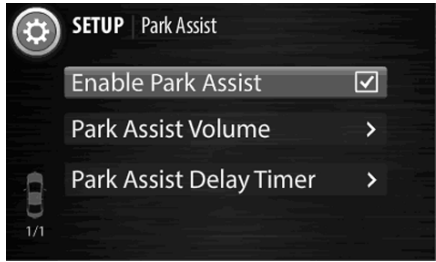 SETUP | Park Assist
Enable Park Assist
Park Assist Volume >
Park Assist Delay Timer >
1/1